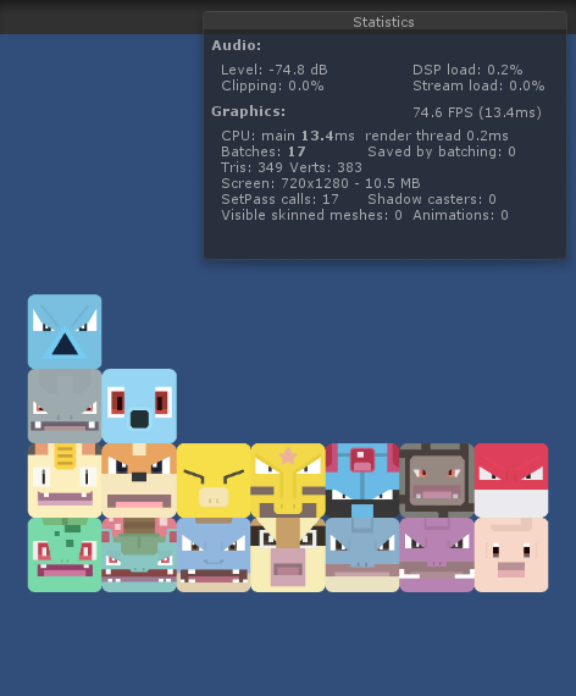 Statistics
Audio:
Level: -74.8 dB DSP load: 0.2%
Clipping: 0.0% Stream load: 0.0%
Graphics: 74.6 FPS (13.4ms)
CPU: main 13.4ms render thread 0.2ms
Batches: 17 Saved by batching: 0
Tris: 349 Verts: 383
Screen: 720x1280 - 10.5 MB
SetPass calls: 17 Shadow casters: 0
Visible skinned meshes: 0 Animations: 0